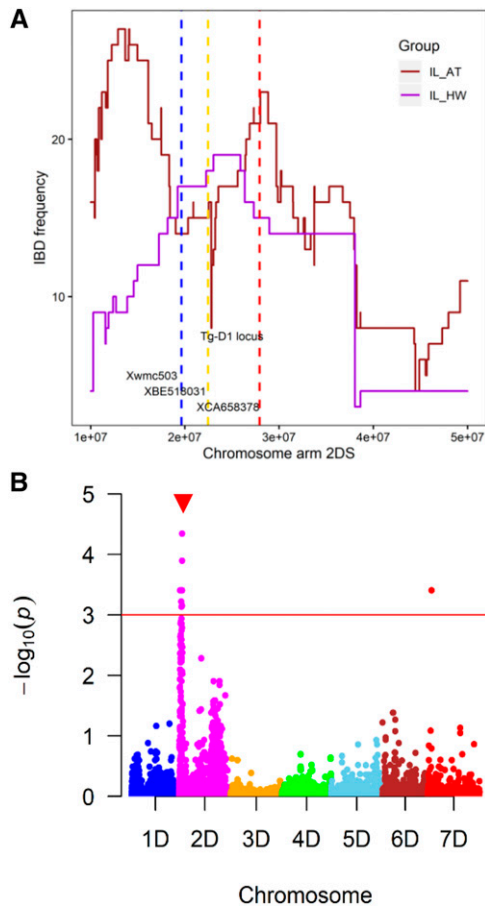 A
Group
IL_AT
IL_HW
20
10
IBD frequency
Tg-D1 locus
Xwmc503
XBE518031
XCA658378
1e+07 2e+07 3e+07 4e+07 5e+07
Chromosome arm 2DS
B
5
4
3
2
1
0
−log10(p)
1D 2D 3D 4D 5D 6D 7D
Chromosome